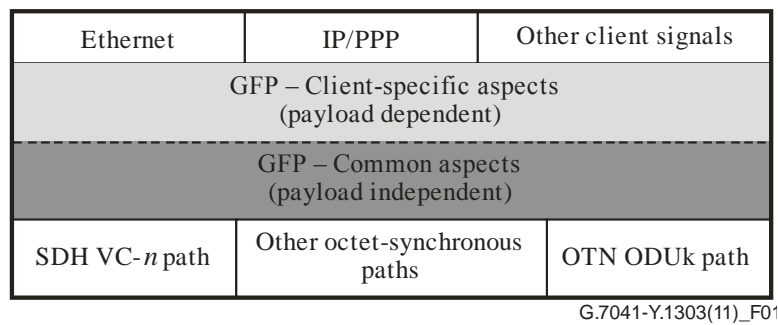 Ethernet
IP/PPP
Other client signals
GFP – Client-specific aspects
(payload dependent)
GFP – Common aspects
(payload independent)
SDH VC-n path
Other octet-synchronous
paths
OTN ODUk path
G.7041-Y.1303(11)_F01